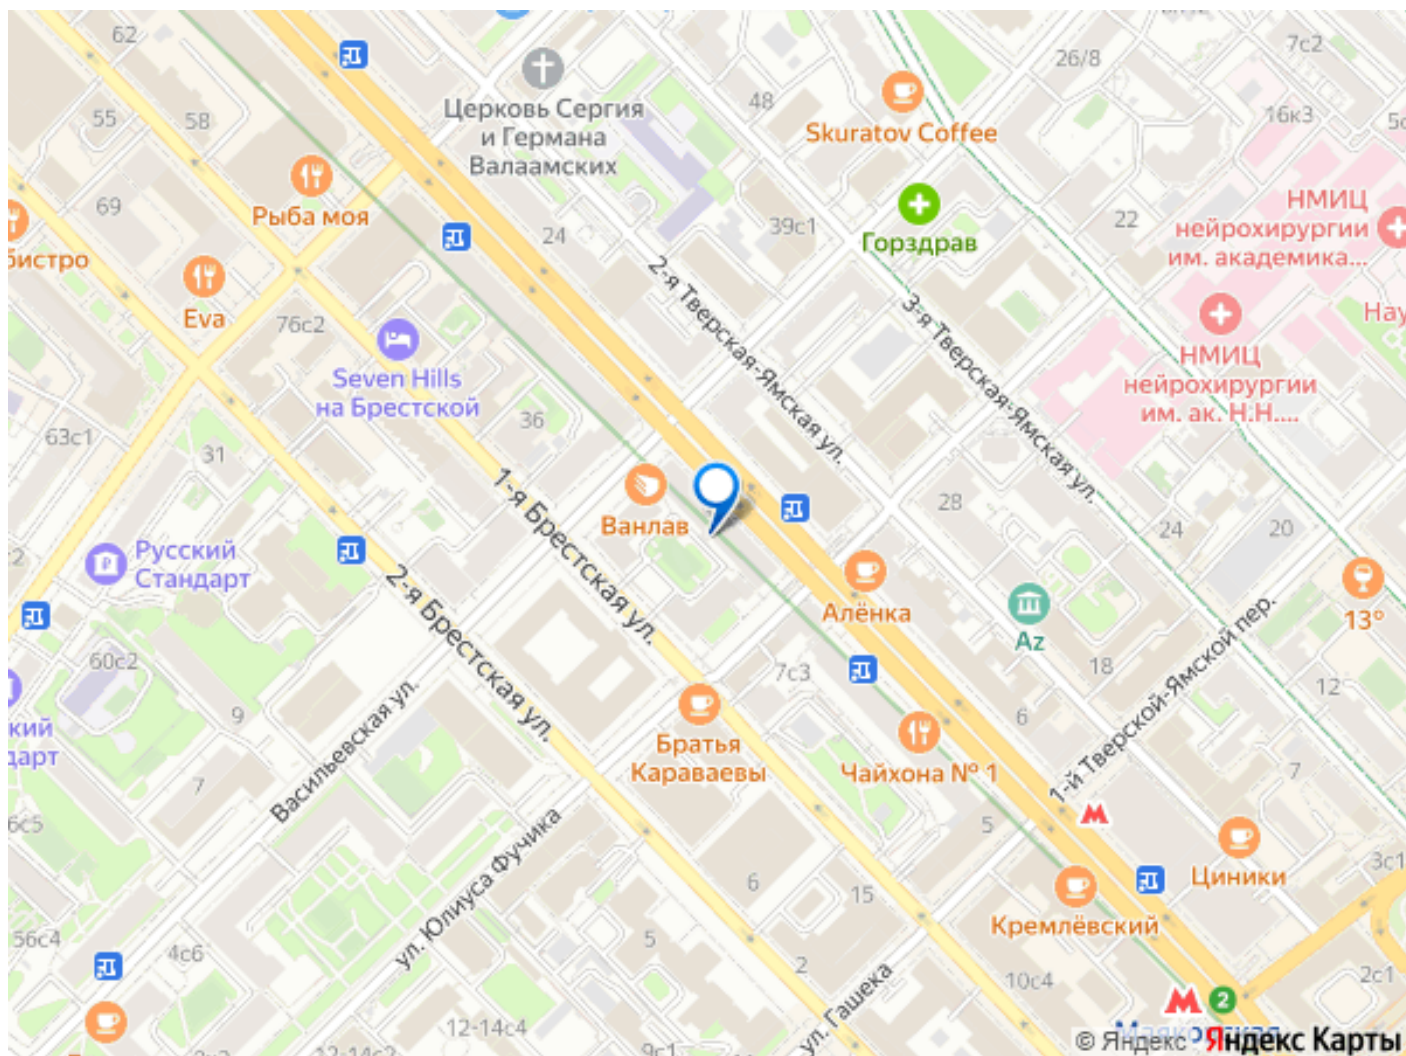 62
7с2
26/8
48
16к3
55
58
Церковь Сергия
и Германа
Валаамских
Skuratov Coffee
НМИЦ
нейрохирургии
им. академика...
69
Рыба моя
24
39с1
22
Горздрав
бистро
Eva
76с2
2-я Тверская-Ямская ул.
3-я Тверская-Ямская ул.
Нау
НМИЦ
нейрохирургии
им. ак. Н.Н....
Seven Hills
на Брестской
36
63с1
31
28
24
20
Ванлав
1-я Брестская ул.
Русский
Стандарт
2
2-я Брестская ул.
Алёнка
Az
13°
60с2
7с3
18
12
1-й Тверской-Ямской пер.
9
6
кий
дарт
Васильевская ул.
Братья
Караваевы
Чайхона № 1
7
7
М
5
6с5
ул. Юлиуса Фучика
6
15
Циники
3с1
Кремлёвский
56с4
4с6
5
2
10с4
2с1
ул. Гашека
М 2
12-14с4
9с1
Маяковская
© Яндекс Яндекс Карты